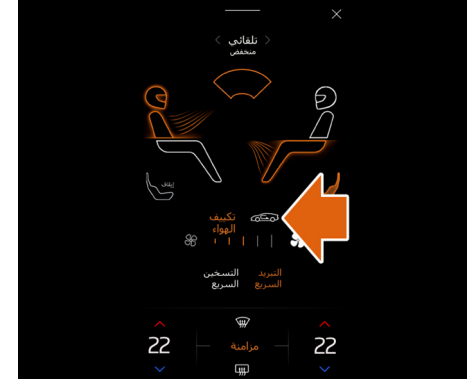 تلقائي
منخفض
إيقاف
تكييف
الهواء
التبريد
السريع
التسخين
السريع
22
مزامنة
22